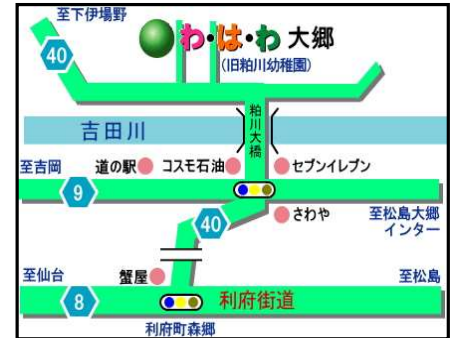 至下伊場野
40
わ・は・わ 大郷
(旧粕川幼稚園)
粕川大橋
吉田川
至吉岡
道の駅
コスモ石油
セブンイレブン
9
さわや
至松島大郷
インター
40
至仙台
蟹屋
至松島
8
利府街道
利府町森郷